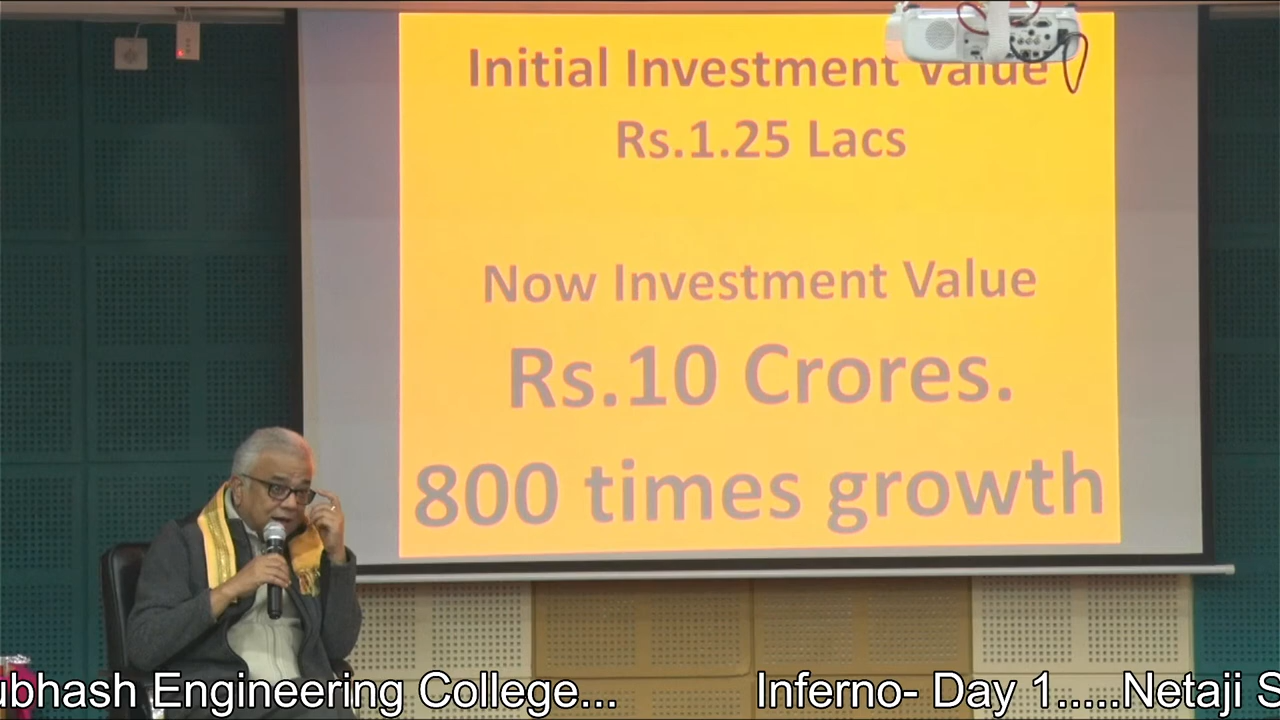 Initial Investment Value
Rs.1.25 Lacs
Now Investment Value
Rs.10 Crores.
800 times growth
ubhash Engineering College... Inferno- Day 1.....Netaji S